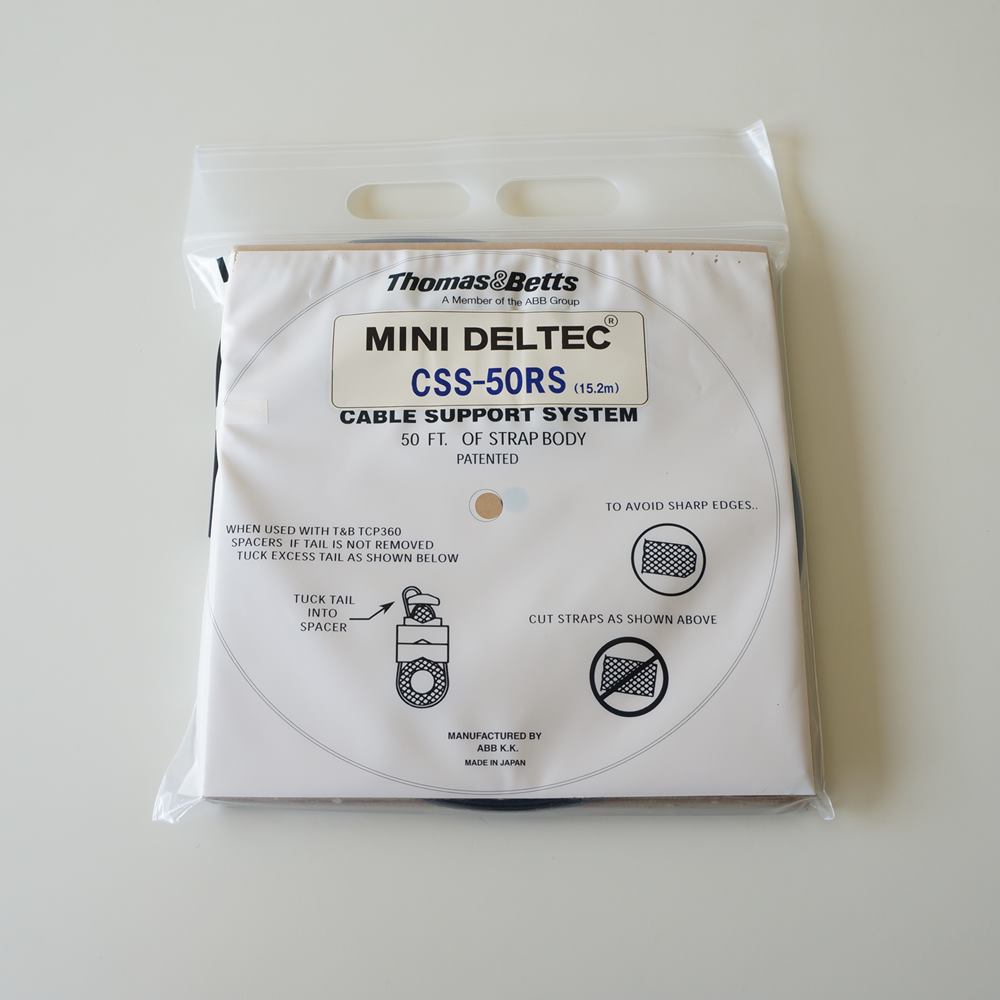 Thomas&Betts
A Member of the ABB Group
MINI DELTEC®
CSS-50RS (15.2m)
CABLE SUPPORT SYSTEM
50 FT. OF STRAP BODY
PATENTED
WHEN USED WITH T&B TCP360
SPACERS IF TAIL IS NOT REMOVED
TUCK EXCESS TAIL AS SHOWN BELOW
TUCK TAIL
INTO
SPACER
TO AVOID SHARP EDGES..
CUT STRAPS AS SHOWN ABOVE
MANUFACTURED BY
ABB K.K.
MADE IN JAPAN